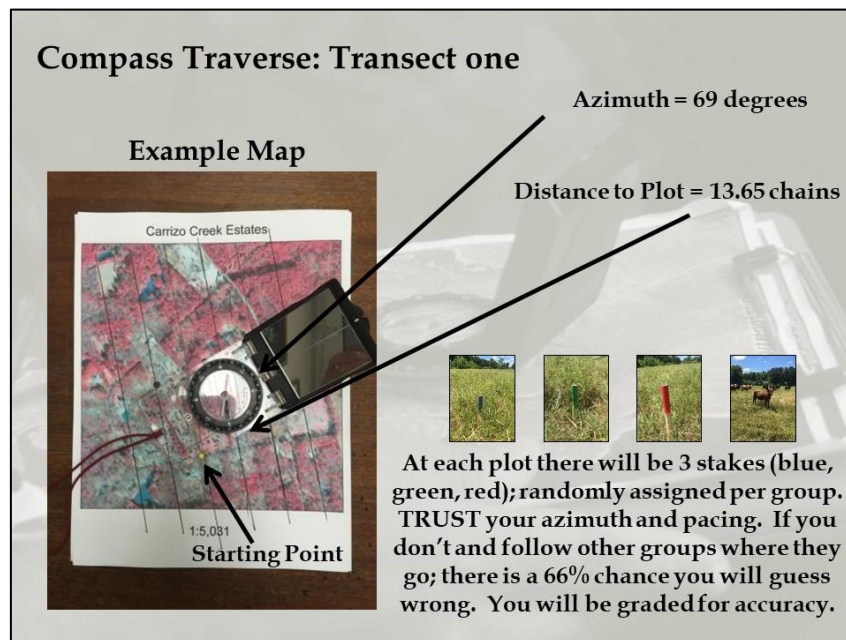 Compass Traverse: Transect one
Azimuth = 69 degrees
Example Map
Distance to Plot = 13.65 chains
Carrizo Creek Estates
1:5,031
Starting Point
At each plot there will be 3 stakes (blue,
green, red); randomly assigned per group.
TRUST your azimuth and pacing. If you
don't and follow other groups where they
go; there is a 66% chance you will guess
wrong. You will be graded for accuracy.